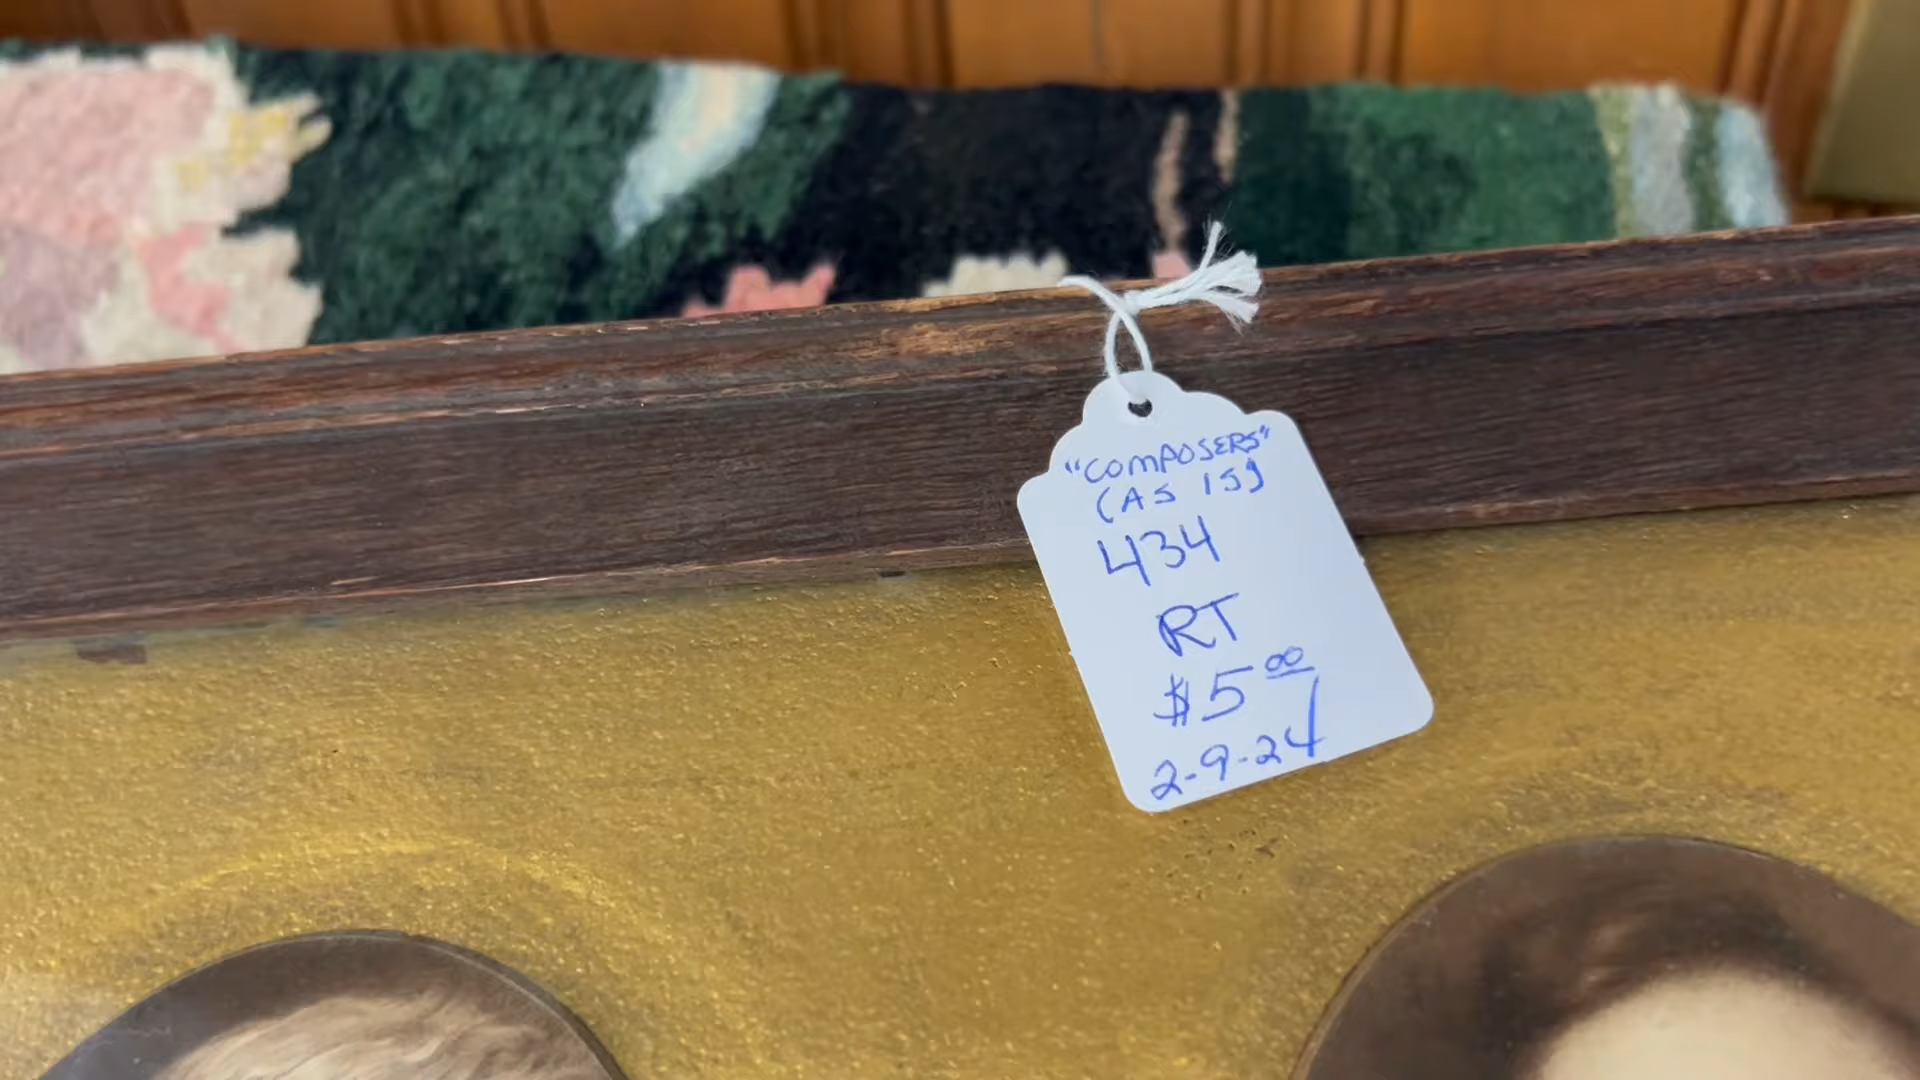 "COMPOSERS"
(AS IS)
434
RT
$5.00
2-9-24